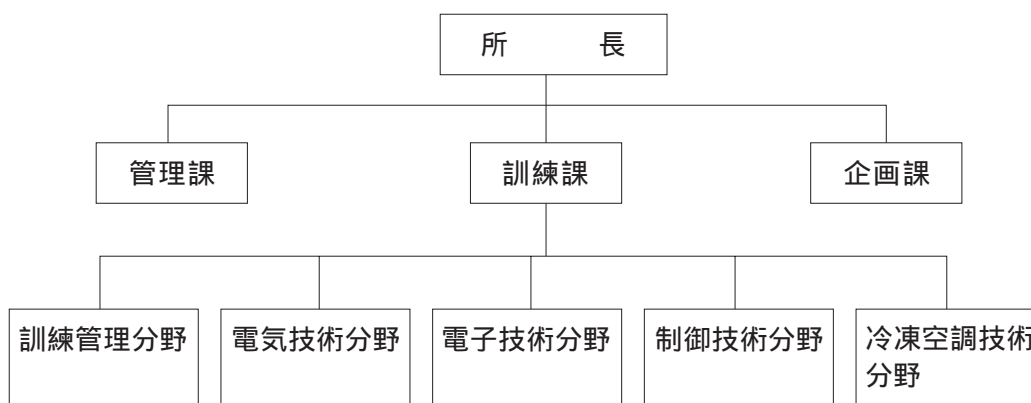 所　　長
管理課
訓練課
企画課
訓練管理分野
電気技術分野
電子技術分野
制御技術分野
冷凍空調技術
分野